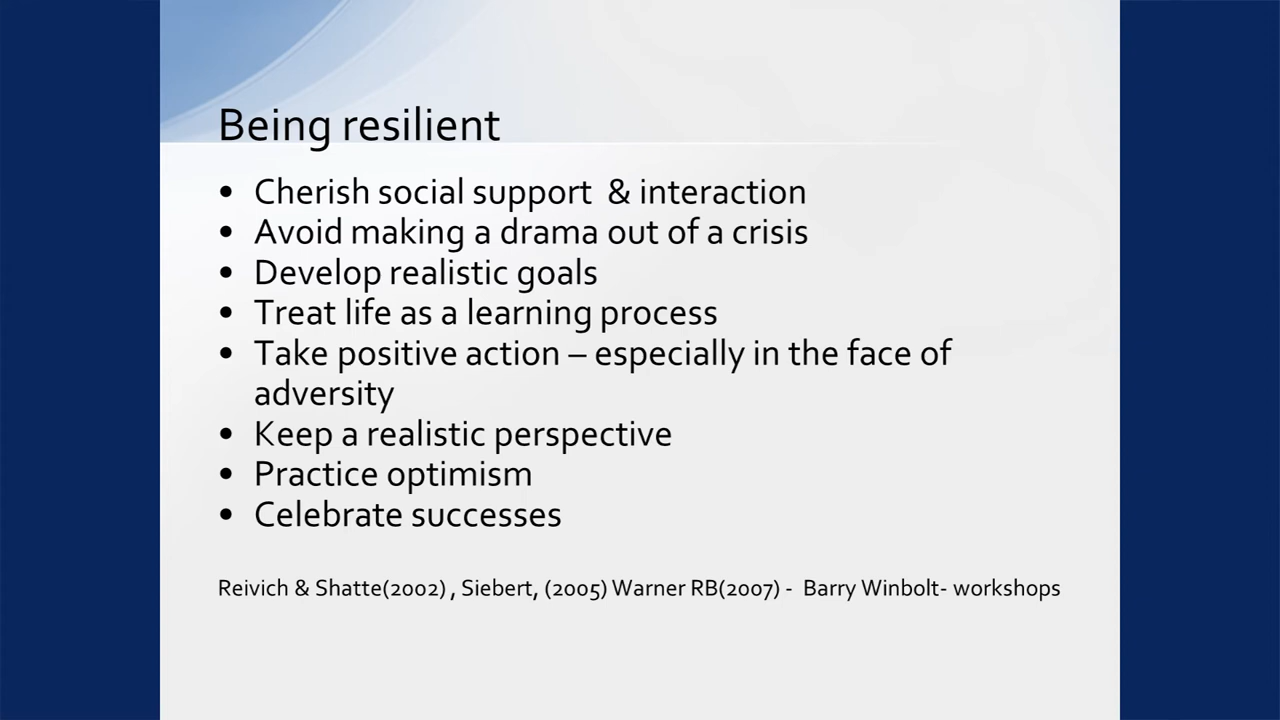 Being resilient
• Cherish social support  & interaction
• Avoid making a drama out of a crisis
• Develop realistic goals
• Treat life as a learning process
• Take positive action – especially in the face of
adversity
• Keep a realistic perspective
• Practice optimism
• Celebrate successes
Reivich & Shatte(2002) , Siebert, (2005) Warner RB(2007) -  Barry Winbolt- workshops